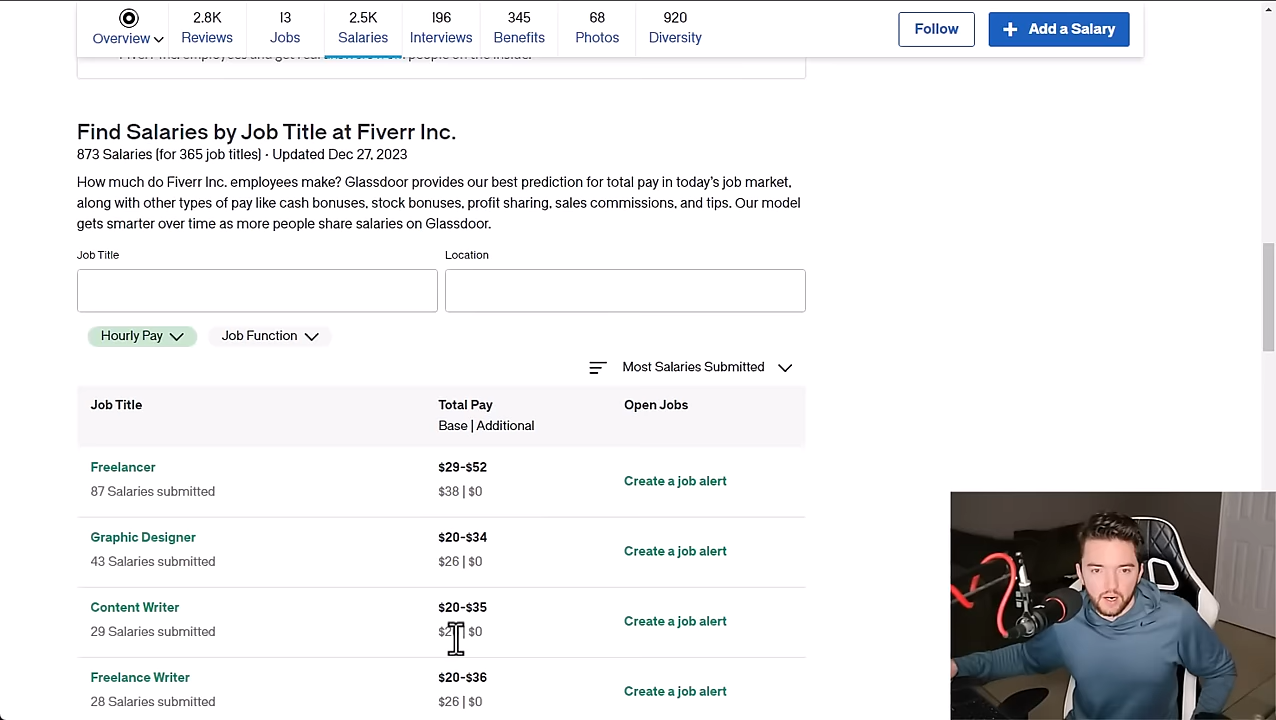 2.8K
I3
2.5K
I96
345
68
920
Overview
Reviews
Jobs
Salaries
Interviews
Benefits
Photos
Diversity
Follow
Add a Salary
Find Salaries by Job Title at Fiverr Inc.
873 Salaries (for 365 job titles) · Updated Dec 27, 2023
How much do Fiverr Inc. employees make? Glassdoor provides our best prediction for total pay in today's job market,
along with other types of pay like cash bonuses, stock bonuses, profit sharing, sales commissions, and tips. Our model
gets smarter over time as more people share salaries on Glassdoor.
Job Title
Location
Hourly Pay
Job Function
Most Salaries Submitted
Job Title
Total Pay
Open Jobs
Base | Additional
Freelancer
$29-$52
87 Salaries submitted
$38 | $0
Create a job alert
Graphic Designer
$20-$34
43 Salaries submitted
$26 | $0
Create a job alert
Content Writer
$20-$35
29 Salaries submitted
| $0
Create a job alert
Freelance Writer
$20-$36
28 Salaries submitted
$26 | $0
Create a job alert